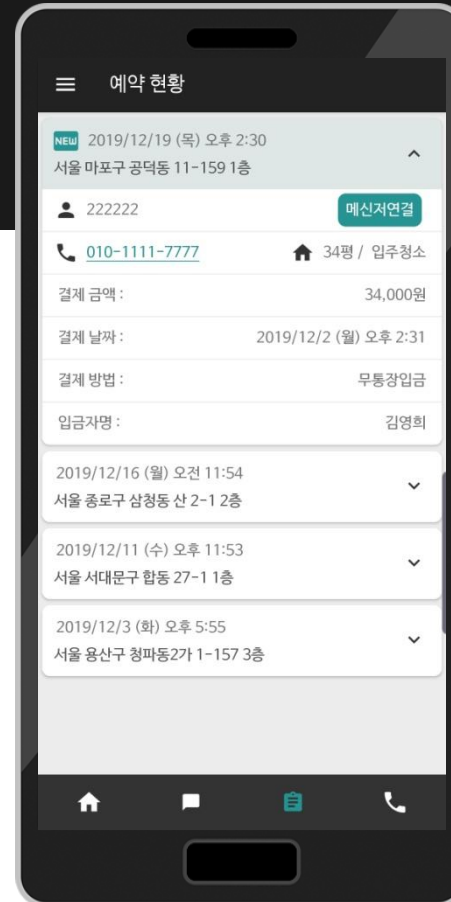 예약 현황
NEW 2019/12/19 (목) 오후 2:30
서울 마포구 공덕동 11-159 1층
222222 메신저연결
010-1111-7777 34평 / 입주청소
결제 금액 : 34,000원
결제 날짜 : 2019/12/2 (월) 오후 2:31
결제 방법 : 무통장입금
입금자명 : 김영희
2019/12/16 (월) 오전 11:54
서울 종로구 삼청동 산 2-1 2층
2019/12/11 (수) 오후 11:53
서울 서대문구 합동 27-1 1층
2019/12/3 (화) 오후 5:55
서울 용산구 청파동2가 1-157 3층